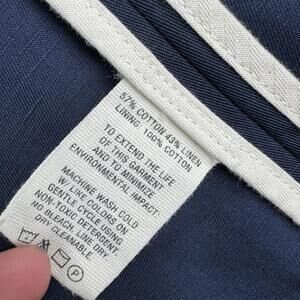 57% COTTON 43% LINEN
LINING: 100% COTTON
TO EXTEND THE LIFE
OF THIS GARMENT
AND TO MINIMIZE
ENVIRONMENTAL IMPACT:
MACHINE WASH COLD
W/ LIKE COLORS ON
GENTLE CYCLE USING
NON-TOXIC DETERGENT.
NO BLEACH. LINE DRY
DRY CLEANABLE
P